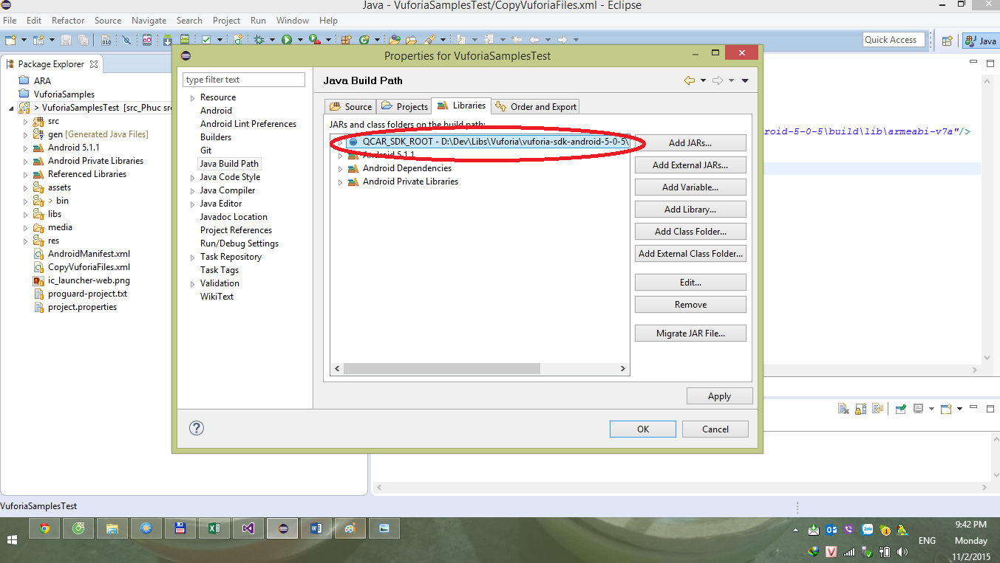 Java - VuforiaSamplesTest/CopyVuforiaFiles.xml - Eclipse
File Edit Refactor Source Navigate Search Project Run Window Help
Quick Access
Java
Package Explorer
ARA
VuforiaSamples
> VuforiaSamplesTest [src_Phuc src
src
gen [Generated Java Files]
Android 5.1.1
Android Private Libraries
Referenced Libraries
assets
> bin
libs
media
res
AndroidManifest.xml
CopyVuforiaFiles.xml
ic_launcher-web.png
proguard-project.txt
project.properties
Properties for VuforiaSamplesTest
type filter text
Resource
Android
Android Lint Preferences
Builders
Git
Java Build Path
Java Code Style
Java Compiler
Java Editor
Javadoc Location
Project References
Run/Debug Settings
Task Repository
Task Tags
Validation
WikiText
Java Build Path
Source Projects Libraries Order and Export
JARs and class folders on the build path:
QCAR_SDK_ROOT - D:\Dev\Libs\Vuforia\vuforia-sdk-android-5-0-5\
Android 5.1.1
Android Dependencies
Android Private Libraries
Add JARs...
Add External JARs...
Add Variable...
Add Library...
Add Class Folder...
Add External Class Folder...
Edit...
Remove
Migrate JAR File...
Apply
OK Cancel
roid-5-0-5\build\lib\armeabi-v7a"/>
VuforiaSamplesTest
ENG
9:42 PM
Monday
11/2/2015